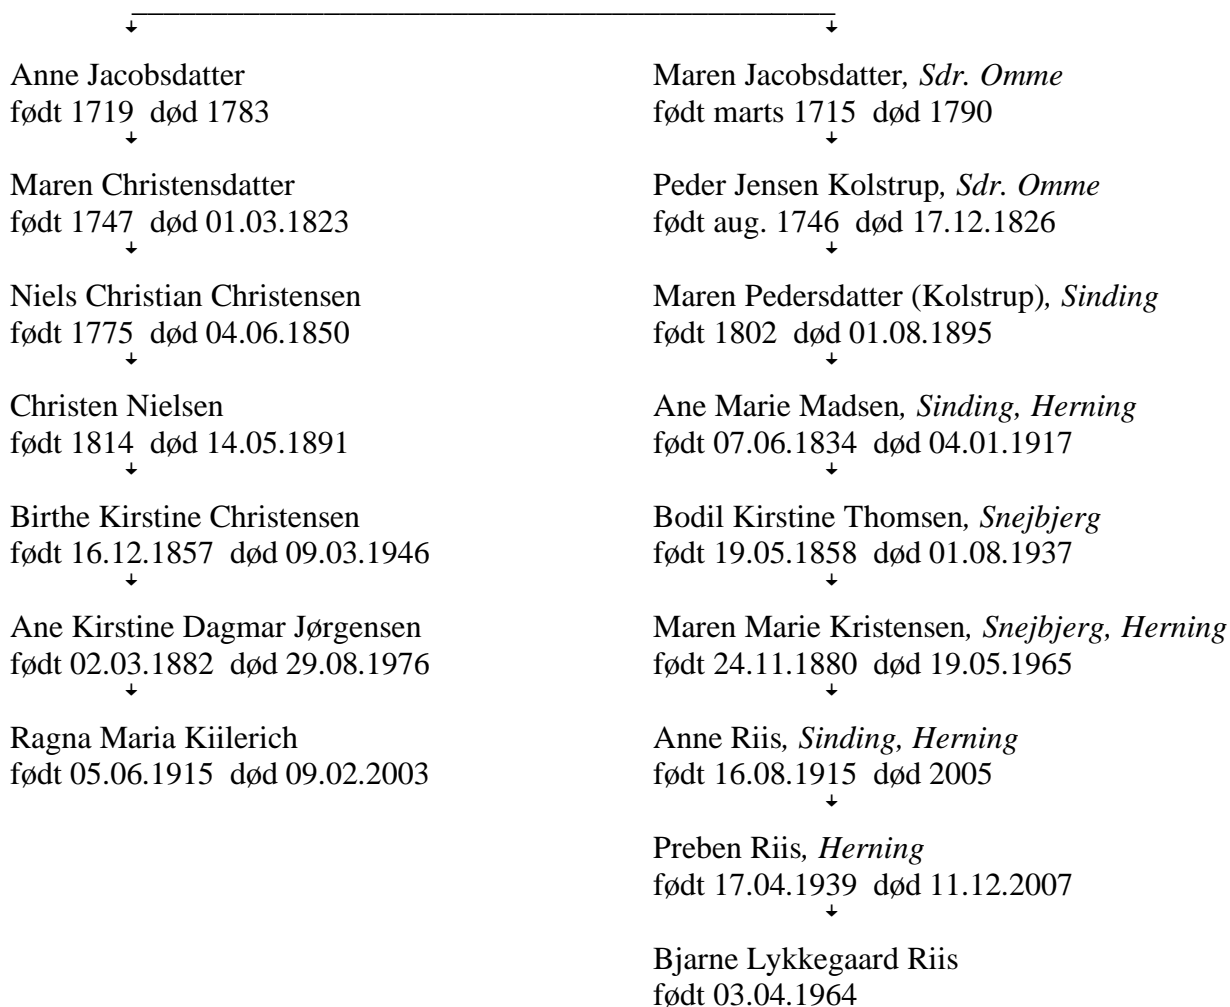 Anne Jacobsdatter
født 1719 død 1783
Maren Christensdatter
født 1747 død 01.03.1823
Niels Christian Christensen
født 1775 død 04.06.1850
Christen Nielsen
født 1814 død 14.05.1891
Birthe Kirstine Christensen
født 16.12.1857 død 09.03.1946
Ane Kirstine Dagmar Jørgensen
født 02.03.1882 død 29.08.1976
Ragna Maria Kiilerich
født 05.06.1915 død 09.02.2003
Maren Jacobsdatter, Sdr. Omme
født marts 1715 død 1790
Peder Jensen Kolstrup, Sdr. Omme
født aug. 1746 død 17.12.1826
Maren Pedersdatter (Kolstrup), Sinding
født 1802 død 01.08.1895
Ane Marie Madsen, Sinding, Herning
født 07.06.1834 død 04.01.1917
Bodil Kirstine Thomsen, Snejbjerg
født 19.05.1858 død 01.08.1937
Maren Marie Kristensen, Snejbjerg, Herning
født 24.11.1880 død 19.05.1965
Anne Riis, Sinding, Herning
født 16.08.1915 død 2005
Preben Riis, Herning
født 17.04.1939 død 11.12.2007
Bjarne Lykkegaard Riis
født 03.04.1964